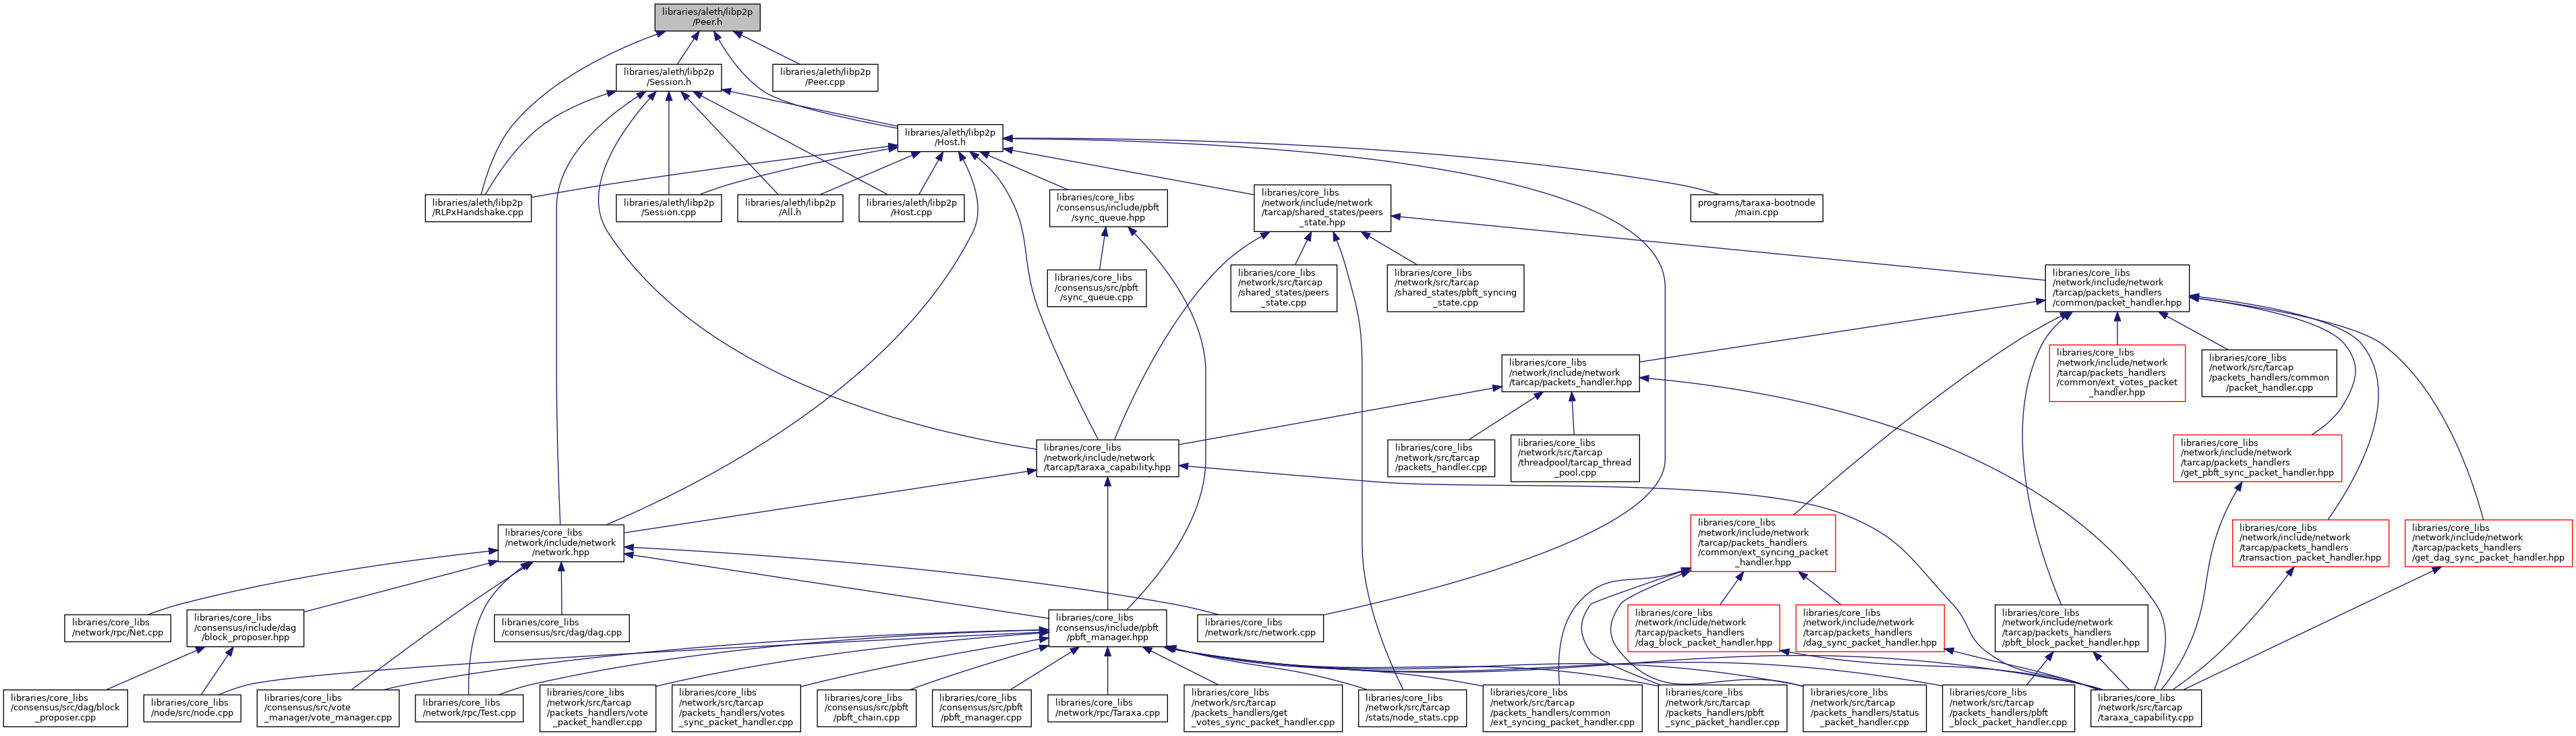 libraries/aleth/libp2p
/Peer.h
libraries/aleth/libp2p
/Session.h
libraries/aleth/libp2p
/Peer.cpp
libraries/aleth/libp2p
/Host.h
libraries/aleth/libp2p
/RLPxHandshake.cpp
libraries/aleth/libp2p
/Session.cpp
libraries/aleth/libp2p
/All.h
libraries/aleth/libp2p
/Host.cpp
libraries/core_libs
/consensus/include/pbft
/sync_queue.hpp
libraries/core_libs
/network/include/network
/tarcap/shared_states/peers
_state.hpp
programs/taraxa-bootnode
/main.cpp
libraries/core_libs
/consensus/src/pbft
/sync_queue.cpp
libraries/core_libs
/network/src/tarcap
/shared_states/peers
_state.cpp
libraries/core_libs
/network/src/tarcap
/shared_states/pbft_syncing
_state.cpp
libraries/core_libs
/network/include/network
/tarcap/packets_handlers
/common/packet_handler.hpp
libraries/core_libs
/network/include/network
/tarcap/packets_handler.hpp
libraries/core_libs
/network/include/network
/tarcap/packets_handlers
/common/ext_votes_packet
_handler.hpp
libraries/core_libs
/network/src/tarcap
/packets_handlers/common
/packet_handler.cpp
libraries/core_libs
/network/include/network
/tarcap/taraxa_capability.hpp
libraries/core_libs
/network/src/tarcap
/packets_handler.cpp
libraries/core_libs
/network/src/tarcap
/threadpool/tarcap_thread
_pool.cpp
libraries/core_libs
/network/include/network
/tarcap/packets_handlers
/get_pbft_sync_packet_handler.hpp
libraries/core_libs
/network/include/network
/network.hpp
libraries/core_libs
/network/include/network
/tarcap/packets_handlers
/common/ext_syncing_packet
_handler.hpp
libraries/core_libs
/network/include/network
/tarcap/packets_handlers
/transaction_packet_handler.hpp
libraries/core_libs
/network/include/network
/tarcap/packets_handlers
/get_dag_sync_packet_handler.hpp
libraries/core_libs
/network/rpc/Net.cpp
libraries/core_libs
/consensus/include/dag
/block_proposer.hpp
libraries/core_libs
/consensus/src/dag/dag.cpp
libraries/core_libs
/consensus/include/pbft
/pbft_manager.hpp
libraries/core_libs
/network/src/network.cpp
libraries/core_libs
/network/include/network
/tarcap/packets_handlers
/dag_block_packet_handler.hpp
libraries/core_libs
/network/include/network
/tarcap/packets_handlers
/dag_sync_packet_handler.hpp
libraries/core_libs
/network/include/network
/tarcap/packets_handlers
/pbft_block_packet_handler.hpp
libraries/core_libs
/consensus/src/dag/block
_proposer.cpp
libraries/core_libs
/node/src/node.cpp
libraries/core_libs
/consensus/src/vote
_manager/vote_manager.cpp
libraries/core_libs
/network/rpc/Test.cpp
libraries/core_libs
/network/src/tarcap
/packets_handlers/vote
_packet_handler.cpp
libraries/core_libs
/network/src/tarcap
/packets_handlers/votes
_sync_packet_handler.cpp
libraries/core_libs
/consensus/src/pbft
/pbft_chain.cpp
libraries/core_libs
/consensus/src/pbft
/pbft_manager.cpp
libraries/core_libs
/network/rpc/Taraxa.cpp
libraries/core_libs
/network/src/tarcap
/packets_handlers/get
_votes_sync_packet_handler.cpp
libraries/core_libs
/network/src/tarcap
/stats/node_stats.cpp
libraries/core_libs
/network/src/tarcap
/packets_handlers/common
/ext_syncing_packet_handler.cpp
libraries/core_libs
/network/src/tarcap
/packets_handlers/pbft
_sync_packet_handler.cpp
libraries/core_libs
/network/src/tarcap
/packets_handlers/status
_packet_handler.cpp
libraries/core_libs
/network/src/tarcap
/packets_handlers/pbft
_block_packet_handler.cpp
libraries/core_libs
/network/src/tarcap
/taraxa_capability.cpp